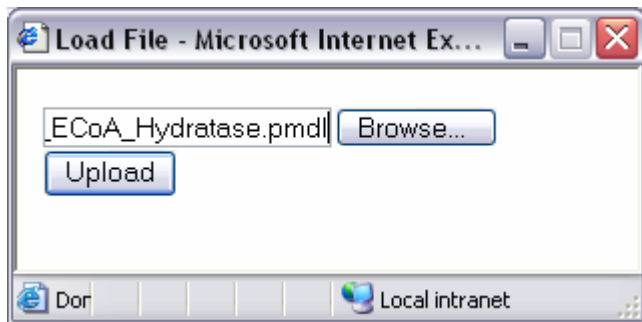 Load File - Microsoft Internet Ex...
_ECoA_Hydratase.pmdl Browse...
Upload
Dor Local intranet